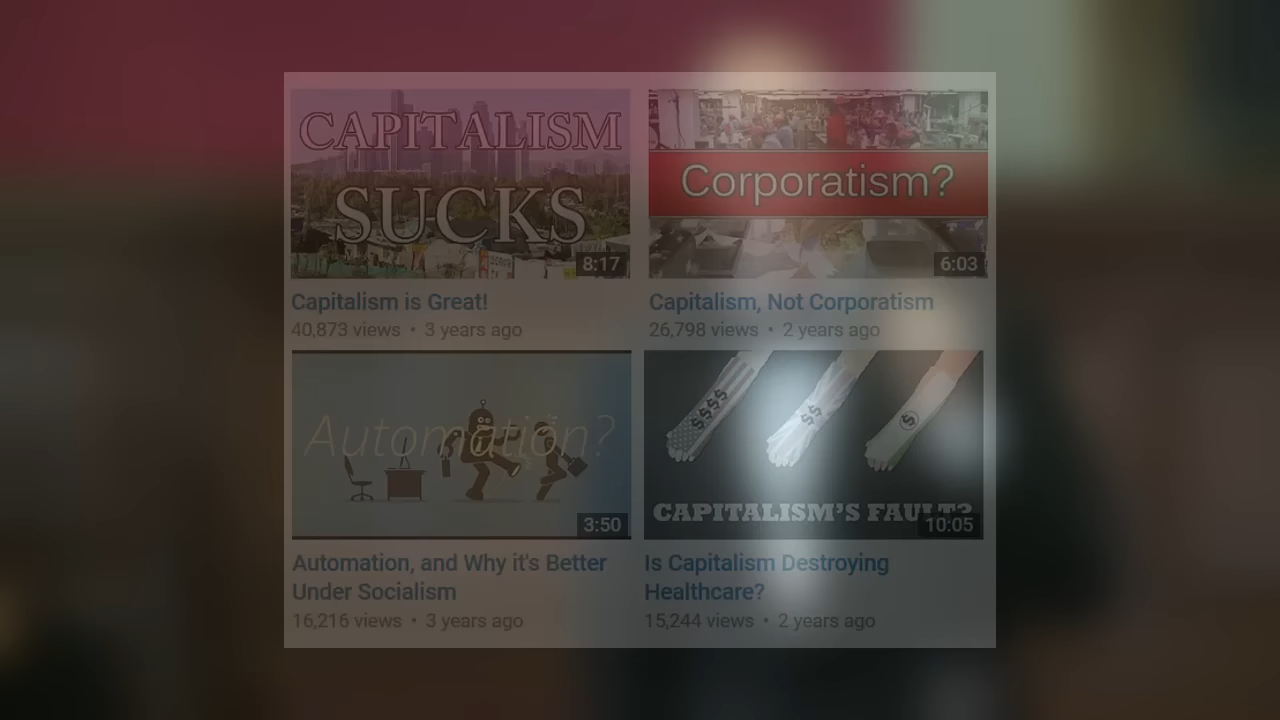 CAPITALISM
SUCKS
8:17
Capitalism is Great!
40,873 views • 3 years ago
Corporatism?
6:03
Capitalism, Not Corporatism
26,798 views • 2 years ago
Automation?
3:50
Automation, and Why it's Better
Under Socialism
16,216 views • 3 years ago
$$$$
$$
$
CAPITALISM'S FAULT?
10:05
Is Capitalism Destroying
Healthcare?
15,244 views • 2 years ago